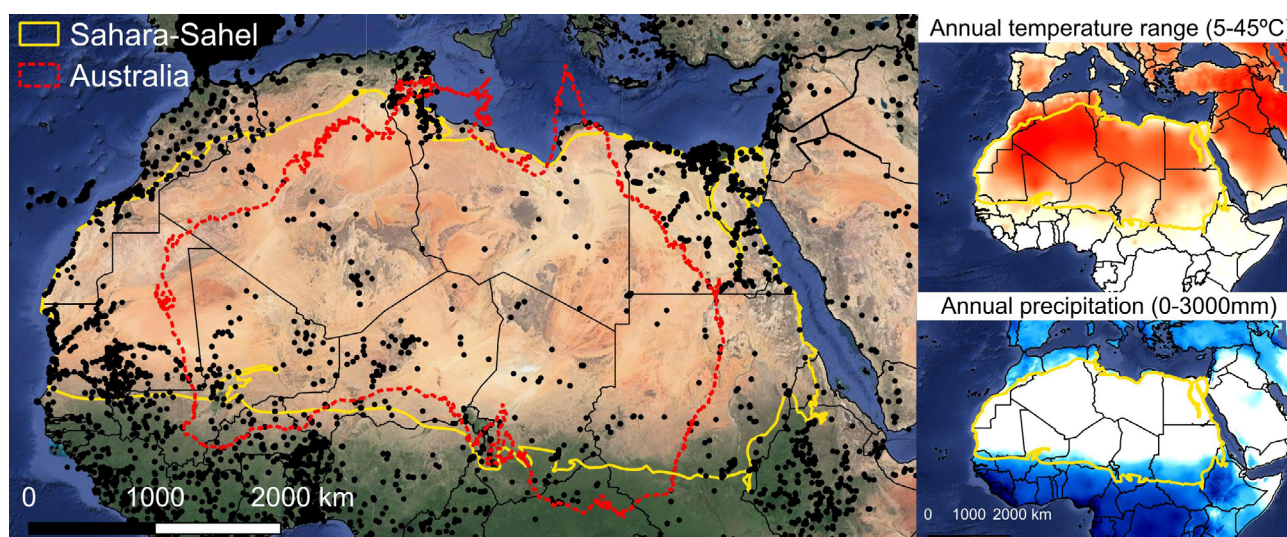 Sahara-Sahel
Australia
0 1000 2000 km
Annual temperature range (5-45ºC)
Annual precipitation (0-3000mm)
0 1000 2000 km